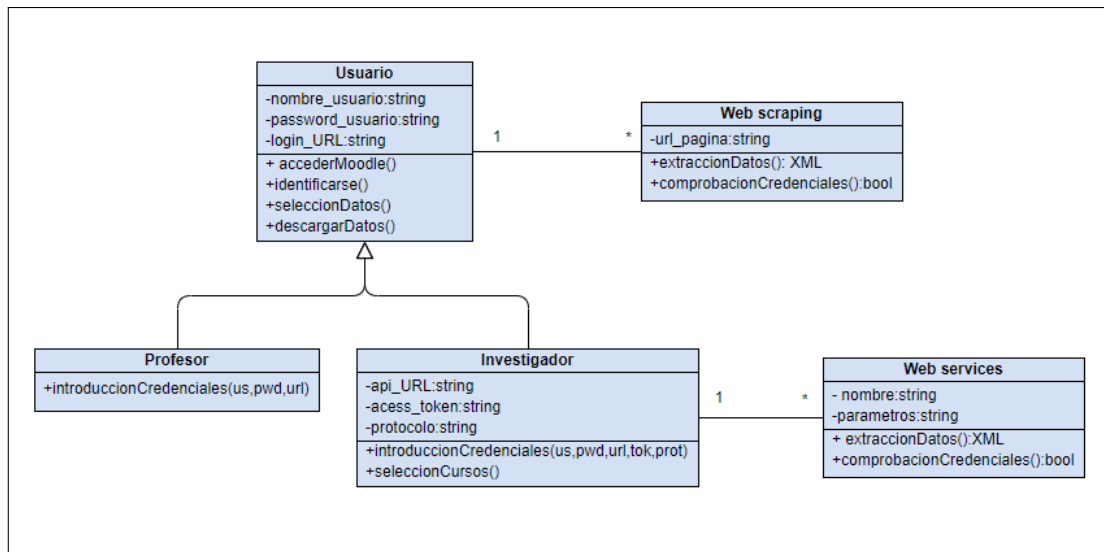 Usuario
-nombre_usuario:string
-password_usuario:string
-login_URL:string
+ accederMoodle()
+identificarse()
+seleccionDatos()
+descargarDatos()
1
*
Web scraping
-url_pagina:string
+extraccionDatos(): XML
+comprobacionCredenciales():bool
Profesor
+introduccionCredenciales(us,pwd,url)
Investigador
-api_URL:string
-acess_token:string
-protocolo:string
+introduccionCredenciales(us,pwd,url,tok,prot)
+seleccionCursos()
1
*
Web services
- nombre:string
-parametros:string
+ extraccionDatos():XML
+comprobacionCredenciales():bool